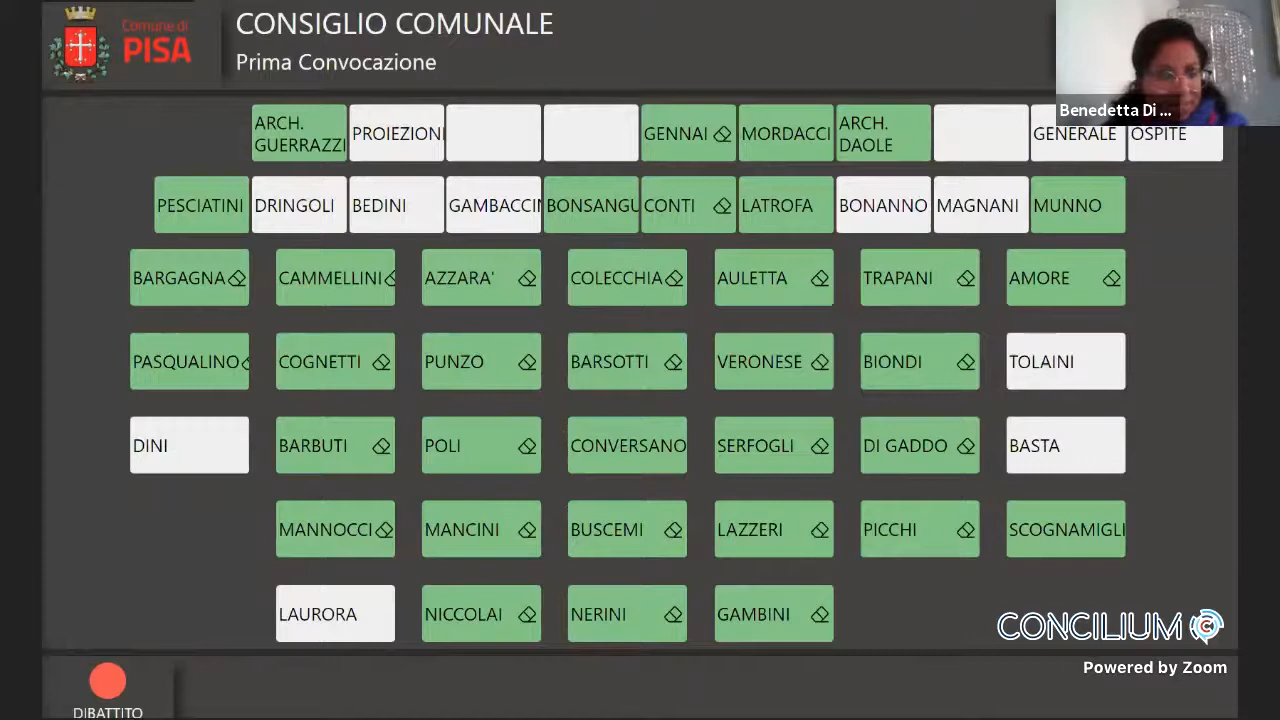 Comune di
PISA
CONSIGLIO COMUNALE
Prima Convocazione
Benedetta Di ...
ARCH.
GUERRAZZI
PROIEZIONI
GENNAI
MORDACCI
ARCH.
DAOLE
GENERALE
OSPITE
PESCIATINI
DRINGOLI
BEDINI
GAMBACCIN
BONSANGU
CONTI
LATROFA
BONANNO
MAGNANI
MUNNO
BARGAGNA
CAMMELLINI
AZZARA'
COLECCHIA
AULETTA
TRAPANI
AMORE
PASQUALINO
COGNETTI
PUNZO
BARSOTTI
VERONESE
BIONDI
TOLAINI
DINI
BARBUTI
POLI
CONVERSANO
SERFOGLI
DI GADDO
BASTA
MANNOCCI
MANCINI
BUSCEMI
LAZZERI
PICCHI
SCOGNAMIGLI
LAURORA
NICCOLAI
NERINI
GAMBINI
CONCILIUM
Powered by Zoom
DIBATTITO